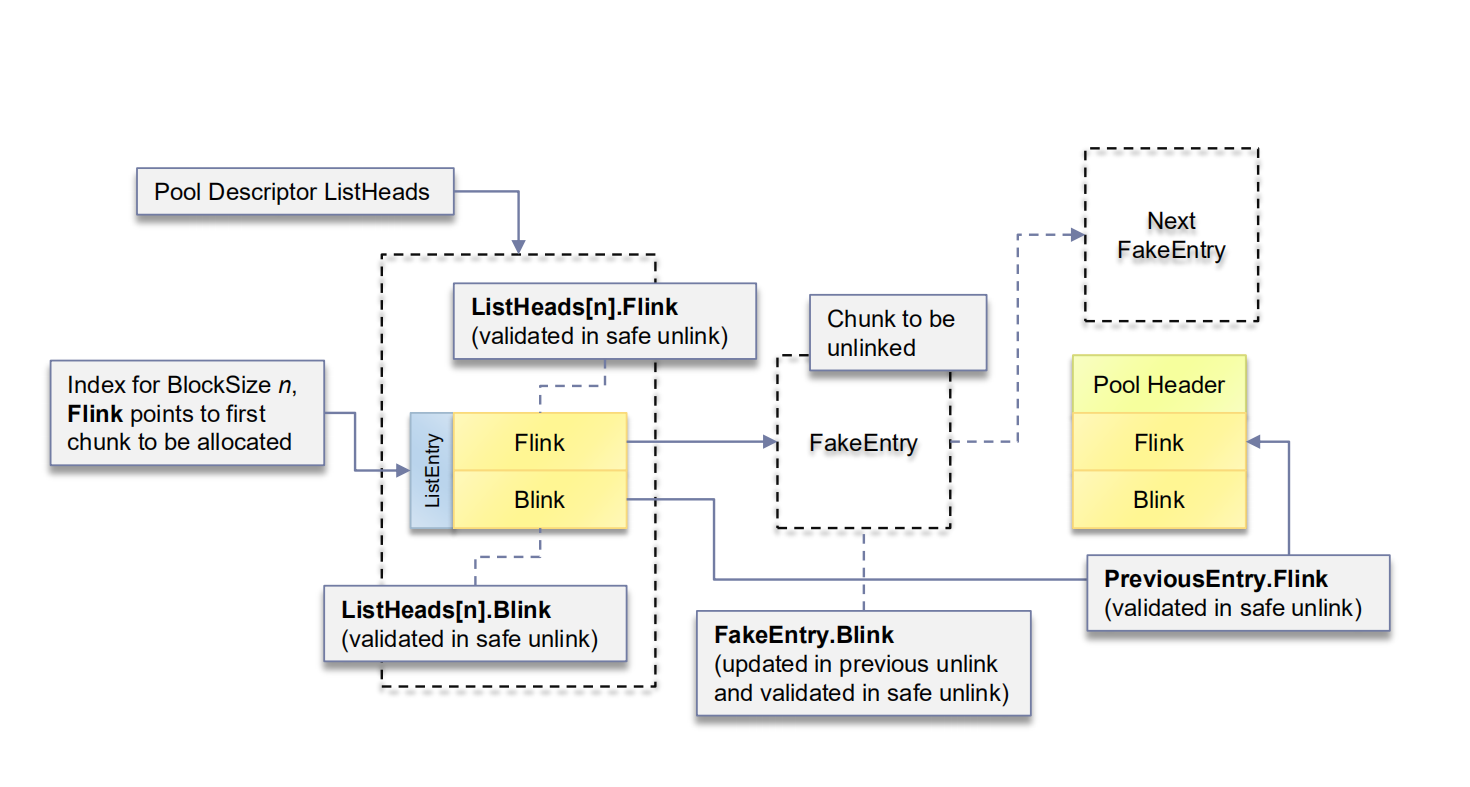 Pool Descriptor ListHeads
Next
FakeEntry
ListHeads[n].Flink
(validated in safe unlink)
Chunk to be
unlinked
Index for BlockSize n,
Flink points to first
chunk to be allocated
ListEntry
Flink
Blink
FakeEntry
Pool Header
Flink
Blink
ListHeads[n].Blink
(validated in safe unlink)
FakeEntry.Blink
(updated in previous unlink
and validated in safe unlink)
PreviousEntry.Flink
(validated in safe unlink)